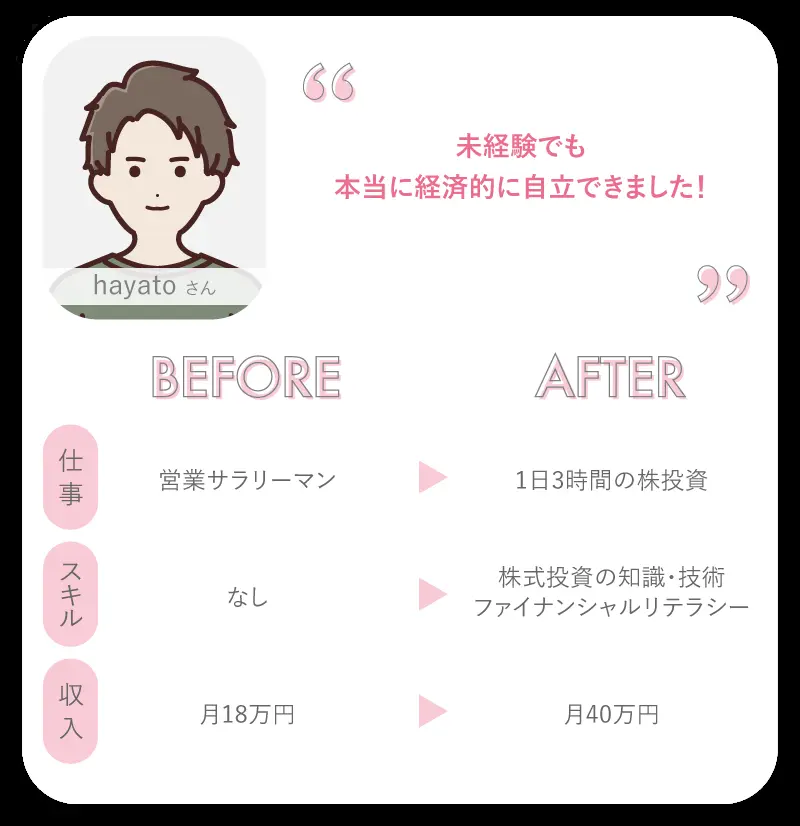 “
未経験でも
本当に経済的に自立できました！
”
hayato さん
BEFORE
AFTER
仕事
営業サラリーマン
1日3時間の株投資
スキル
なし
株式投資の知識・技術
ファイナンシャルリテラシー
収入
月18万円
月40万円